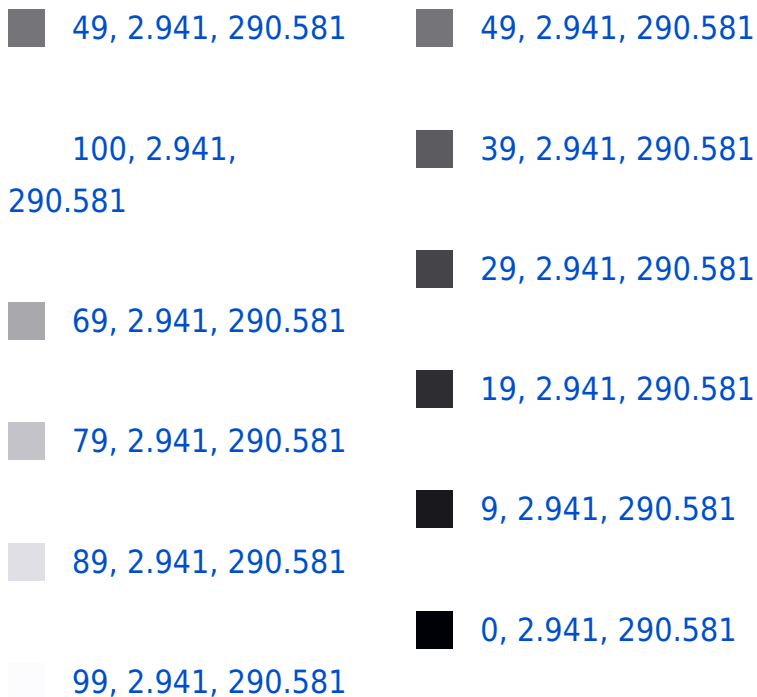 49, 2.941, 290.581
100, 2.941,
290.581
69, 2.941, 290.581
79, 2.941, 290.581
89, 2.941, 290.581
99, 2.941, 290.581
49, 2.941, 290.581
39, 2.941, 290.581
29, 2.941, 290.581
19, 2.941, 290.581
9, 2.941, 290.581
0, 2.941, 290.581